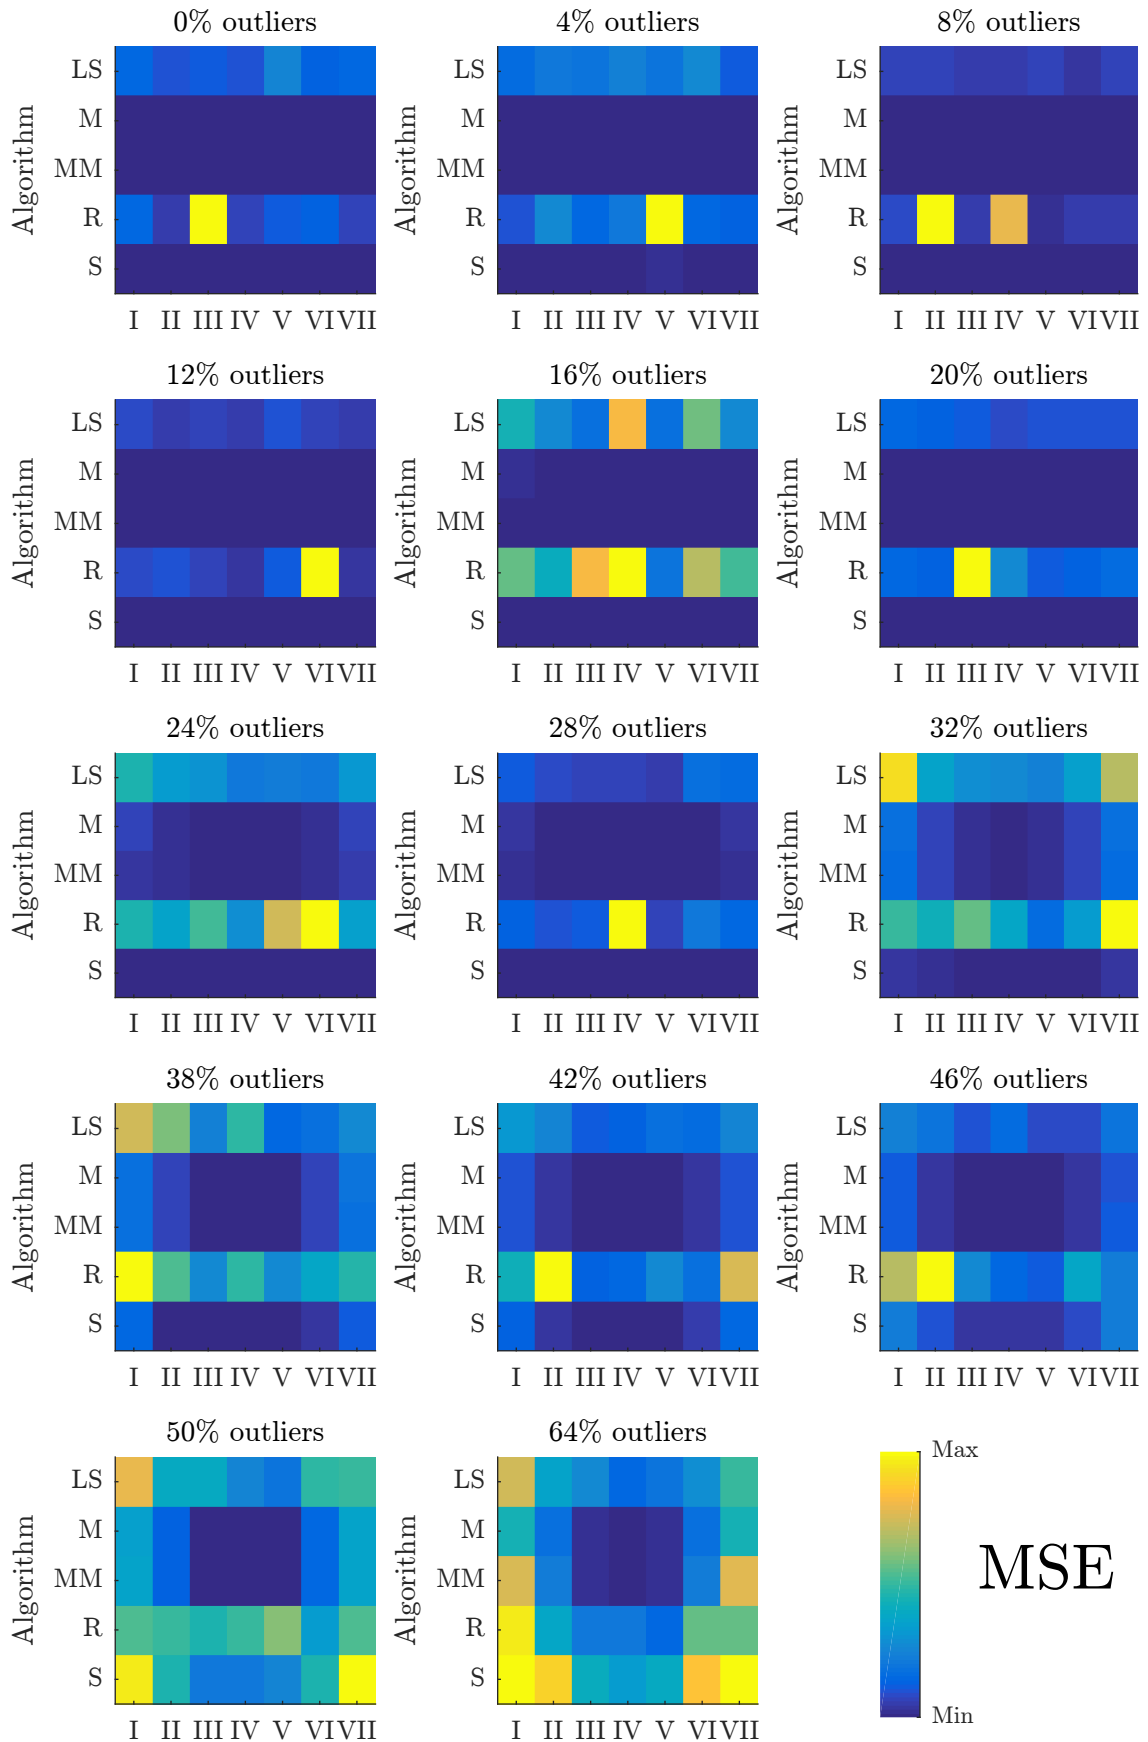 0% outliers
4% outliers
8% outliers
Algorithm
LS
M
MM
R
S
I II III IV V VI VII
Algorithm
LS
M
MM
R
S
I II III IV V VI VII
Algorithm
LS
M
MM
R
S
I II III IV V VI VII
12% outliers
16% outliers
20% outliers
Algorithm
LS
M
MM
R
S
I II III IV V VI VII
Algorithm
LS
M
MM
R
S
I II III IV V VI VII
Algorithm
LS
M
MM
R
S
I II III IV V VI VII
24% outliers
28% outliers
32% outliers
Algorithm
LS
M
MM
R
S
I II III IV V VI VII
Algorithm
LS
M
MM
R
S
I II III IV V VI VII
Algorithm
LS
M
MM
R
S
I II III IV V VI VII
38% outliers
42% outliers
46% outliers
Algorithm
LS
M
MM
R
S
I II III IV V VI VII
Algorithm
LS
M
MM
R
S
I II III IV V VI VII
Algorithm
LS
M
MM
R
S
I II III IV V VI VII
50% outliers
64% outliers
Algorithm
LS
M
MM
R
S
I II III IV V VI VII
Algorithm
LS
M
MM
R
S
I II III IV V VI VII
Max
MSE
Min